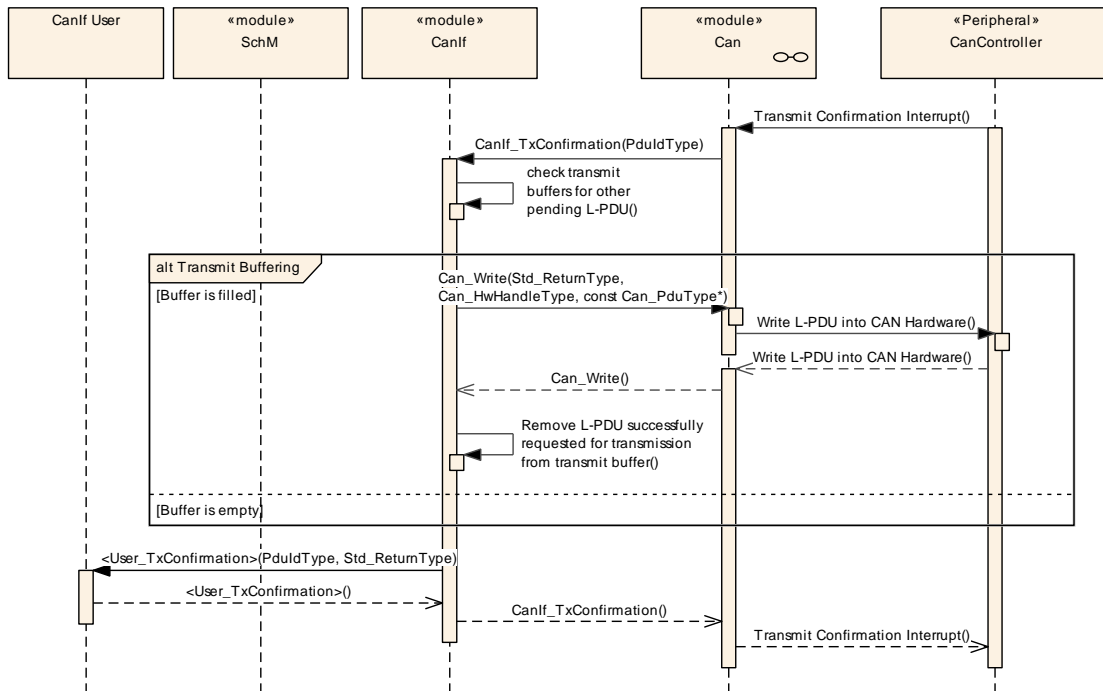 CanIf User
«module»
SchM
«module»
CanIf
«module»
Can
«Peripheral»
CanController
Transmit Confirmation Interrupt()
CanIf_TxConfirmation(PduIdType)
check transmit
buffers for other
pending L-PDU()
alt Transmit Buffering
[Buffer is filled]
Can_Write(Std_ReturnType,
Can_HwHandleType, const Can_PduType*)
Write L-PDU into CAN Hardware()
Write L-PDU into CAN Hardware()
Can_Write()
Remove L-PDU successfully
requested for transmission
from transmit buffer()
[Buffer is empty]
<User_TxConfirmation>(PduIdType, Std_ReturnType)
<User_TxConfirmation>()
CanIf_TxConfirmation()
Transmit Confirmation Interrupt()